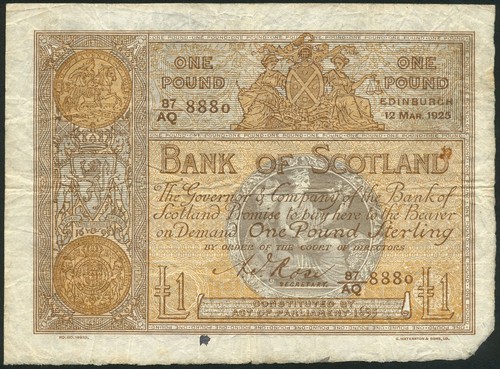 ONE POUND
ONE POUND
87/AQ 8880
EDINBURGH
12 MAR. 1925
BANK OF SCOTLAND
The Governor & Company of the Bank of
Scotland Promise to pay here to the Bearer
on Demand One Pound Sterling
BY ORDER OF THE COURT OF DIRECTORS
SECRETARY
87/AQ 8880
£1
£1
CONSTITUTED BY
ACT OF PARLIAMENT 1695